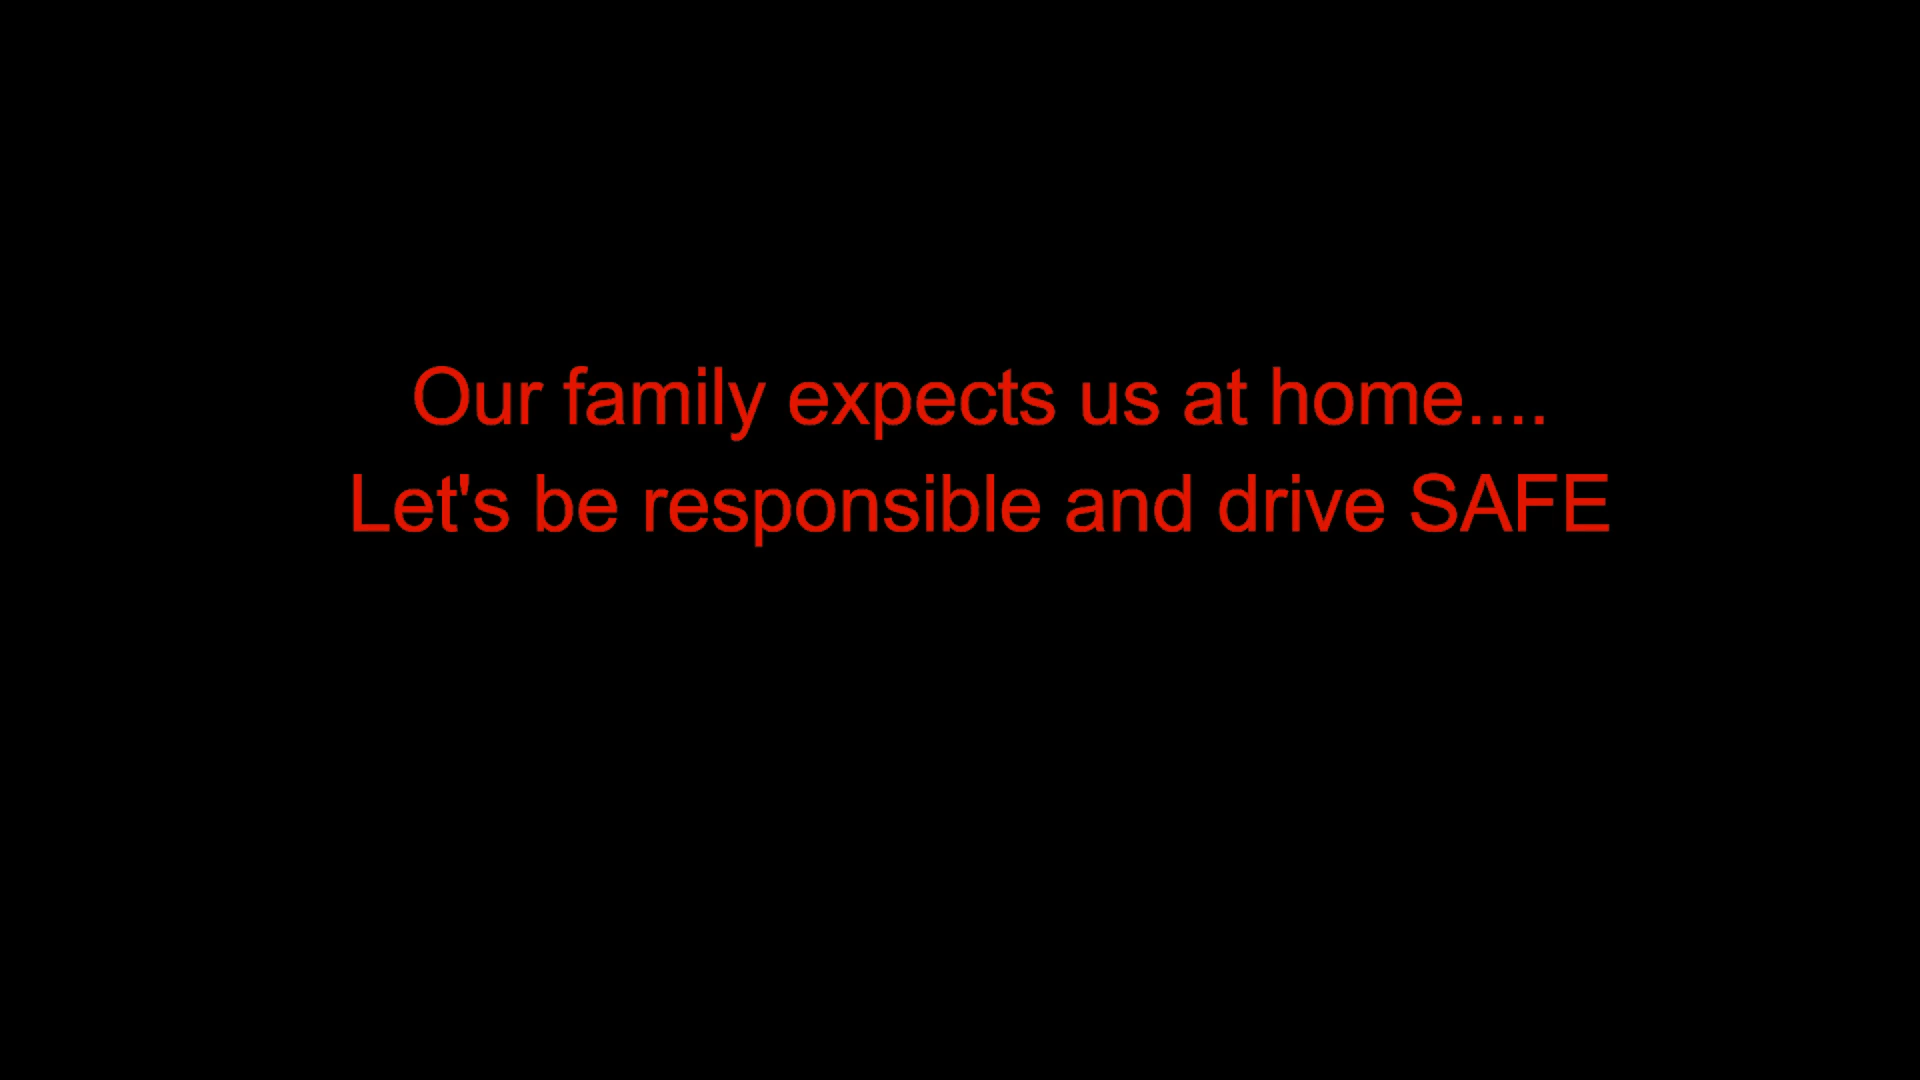 Our family expects us at home....
Let's be responsible and drive SAFE